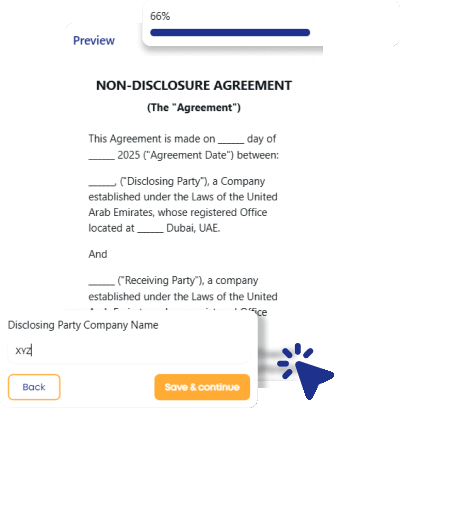 66%
Preview
NON-DISCLOSURE AGREEMENT
(The "Agreement")
This Agreement is made on _____ day of
_____ 2025 ("Agreement Date") between:
_____, ("Disclosing Party"), a Company
established under the Laws of the United
Arab Emirates, whose registered Office
located at _____ Dubai, UAE.
And
_____ ("Receiving Party"), a company
established under the Laws of the United
Office
Disclosing Party Company Name
XYZ
Back
Save & continue